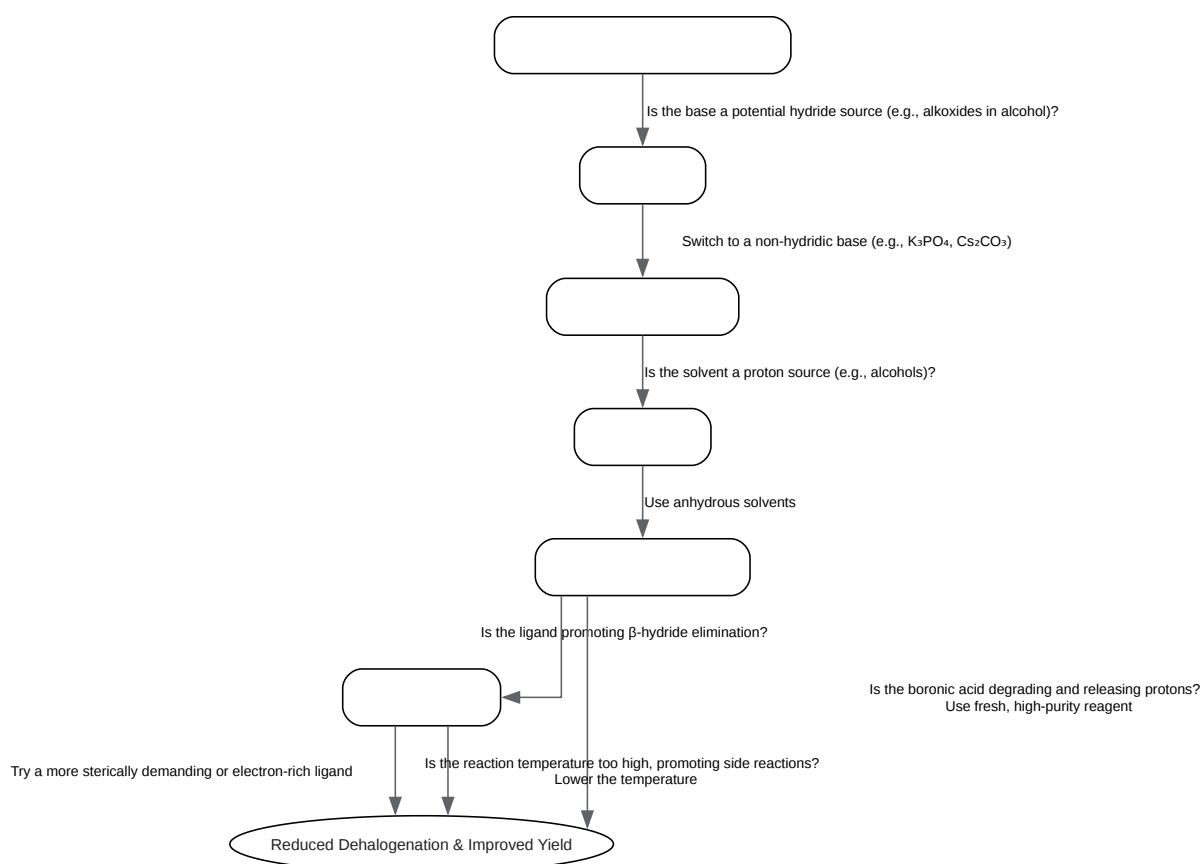 Is the base a potential hydride source (e.g., alkoxides in alcohol)?
Switch to a non-hydridic base (e.g., K₃PO₄, Cs₂CO₃)
Is the solvent a proton source (e.g., alcohols)?
Use anhydrous solvents
Is the ligand promoting β-hydride elimination?
Is the boronic acid degrading and releasing protons?
Use fresh, high-purity reagent
Try a more sterically demanding or electron-rich ligand
Is the reaction temperature too high, promoting side reactions?
Lower the temperature
Reduced Dehalogenation & Improved Yield